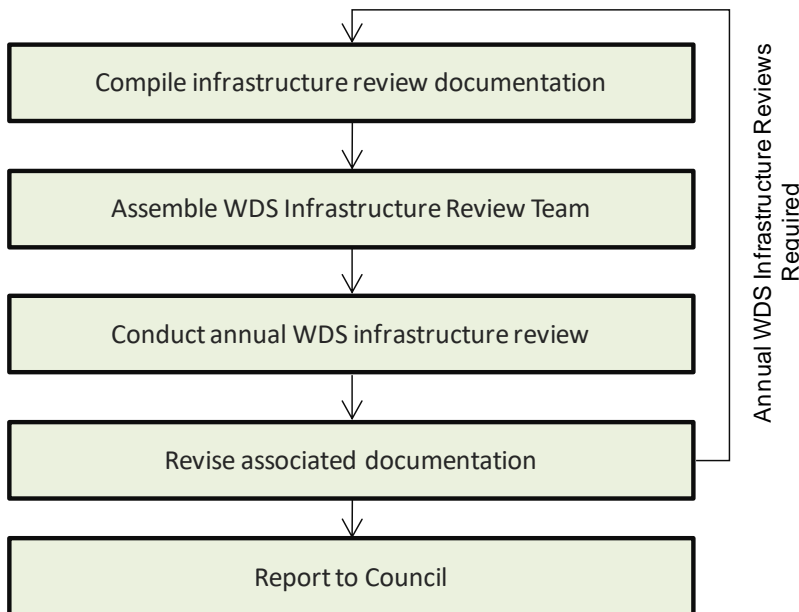 Compile infrastructure review documentation
Assemble WDS Infrastructure Review Team
Conduct annual WDS infrastructure review
Revise associated documentation
Report to Council
Annual WDS Infrastructure Reviews
Required